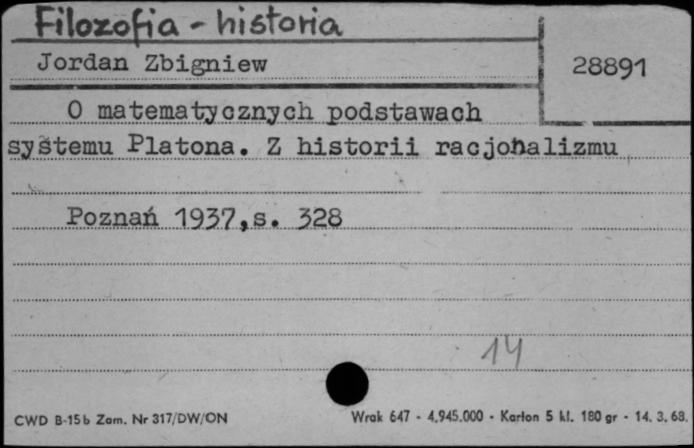 Filozofia - historia
Jordan Zbigniew
28891
O matematycznych podstawach
systemu Platona. Z historii racjonalizmu
Poznań 1937, s. 328
14
CWD B-15b Zam. Nr 317/DW/ON
Wrak 647 - 4.945.000 - Karton 5 kl. 180 gr - 14. 3. 68.